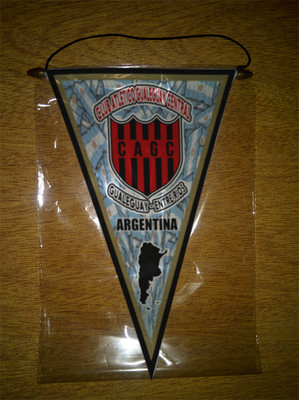 CLUB ATLETICO GUALEGUAY CENTRAL
CAGC
GUALEGUAY - ENTRE RIOS
ARGENTINA